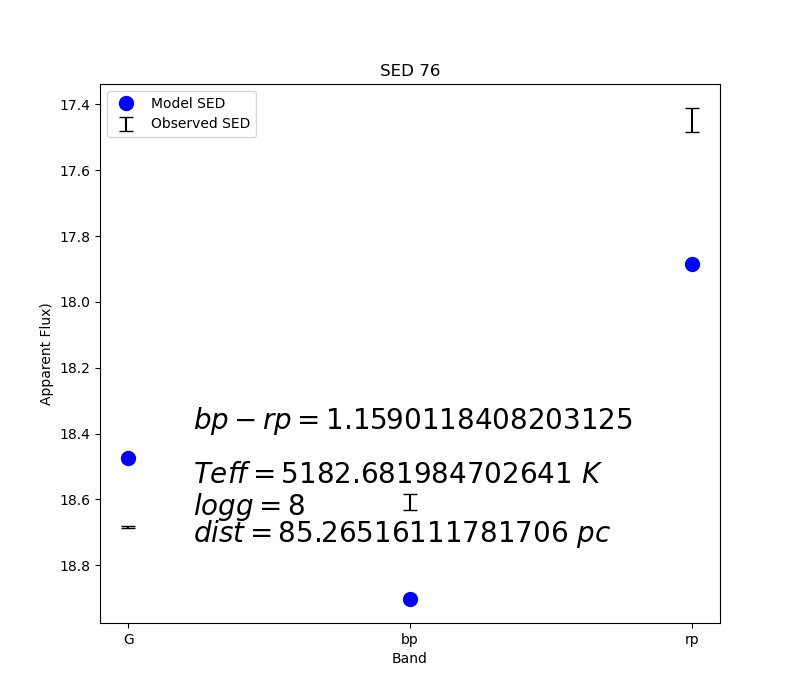 SED 76
Model SED
Observed SED
17.4
17.6
17.8
18.0
18.2
18.4
18.6
18.8
Apparent Flux)
bp − rp = 1.1590118408203125
Teff = 5182.681984702641 K
logg = 8
dist = 85.26516111781706 pc
G
bp
rp
Band